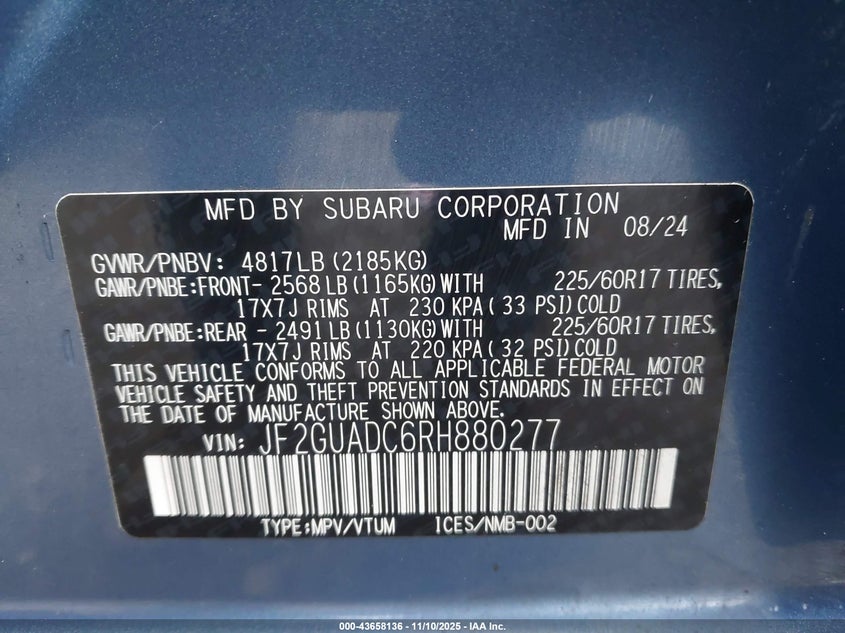 MFD BY SUBARU CORPORATION
MFD IN 08/24
GVWR/PNBV: 4817LB (2185KG)
GAWR/PNBE:FRONT- 2568LB (1165KG) WITH 225/60R17 TIRES,
17X7J RIMS AT 230 KPA ( 33 PSI) COLD
GAWR/PNBE:REAR - 2491LB (1130KG) WITH 225/60R17 TIRES,
17X7J RIMS AT 220 KPA ( 32 PSI) COLD
THIS VEHICLE CONFORMS TO ALL APPLICABLE FEDERAL MOTOR
VEHICLE SAFETY AND THEFT PREVENTION STANDARDS IN EFFECT ON
THE DATE OF MANUFACTURE SHOWN ABOVE.
VIN: JF2GUADC6RH880277
TYPE:MPV/VTUM ICES/NMB-002
000-43658136 - 11/10/2025 - IAA Inc.